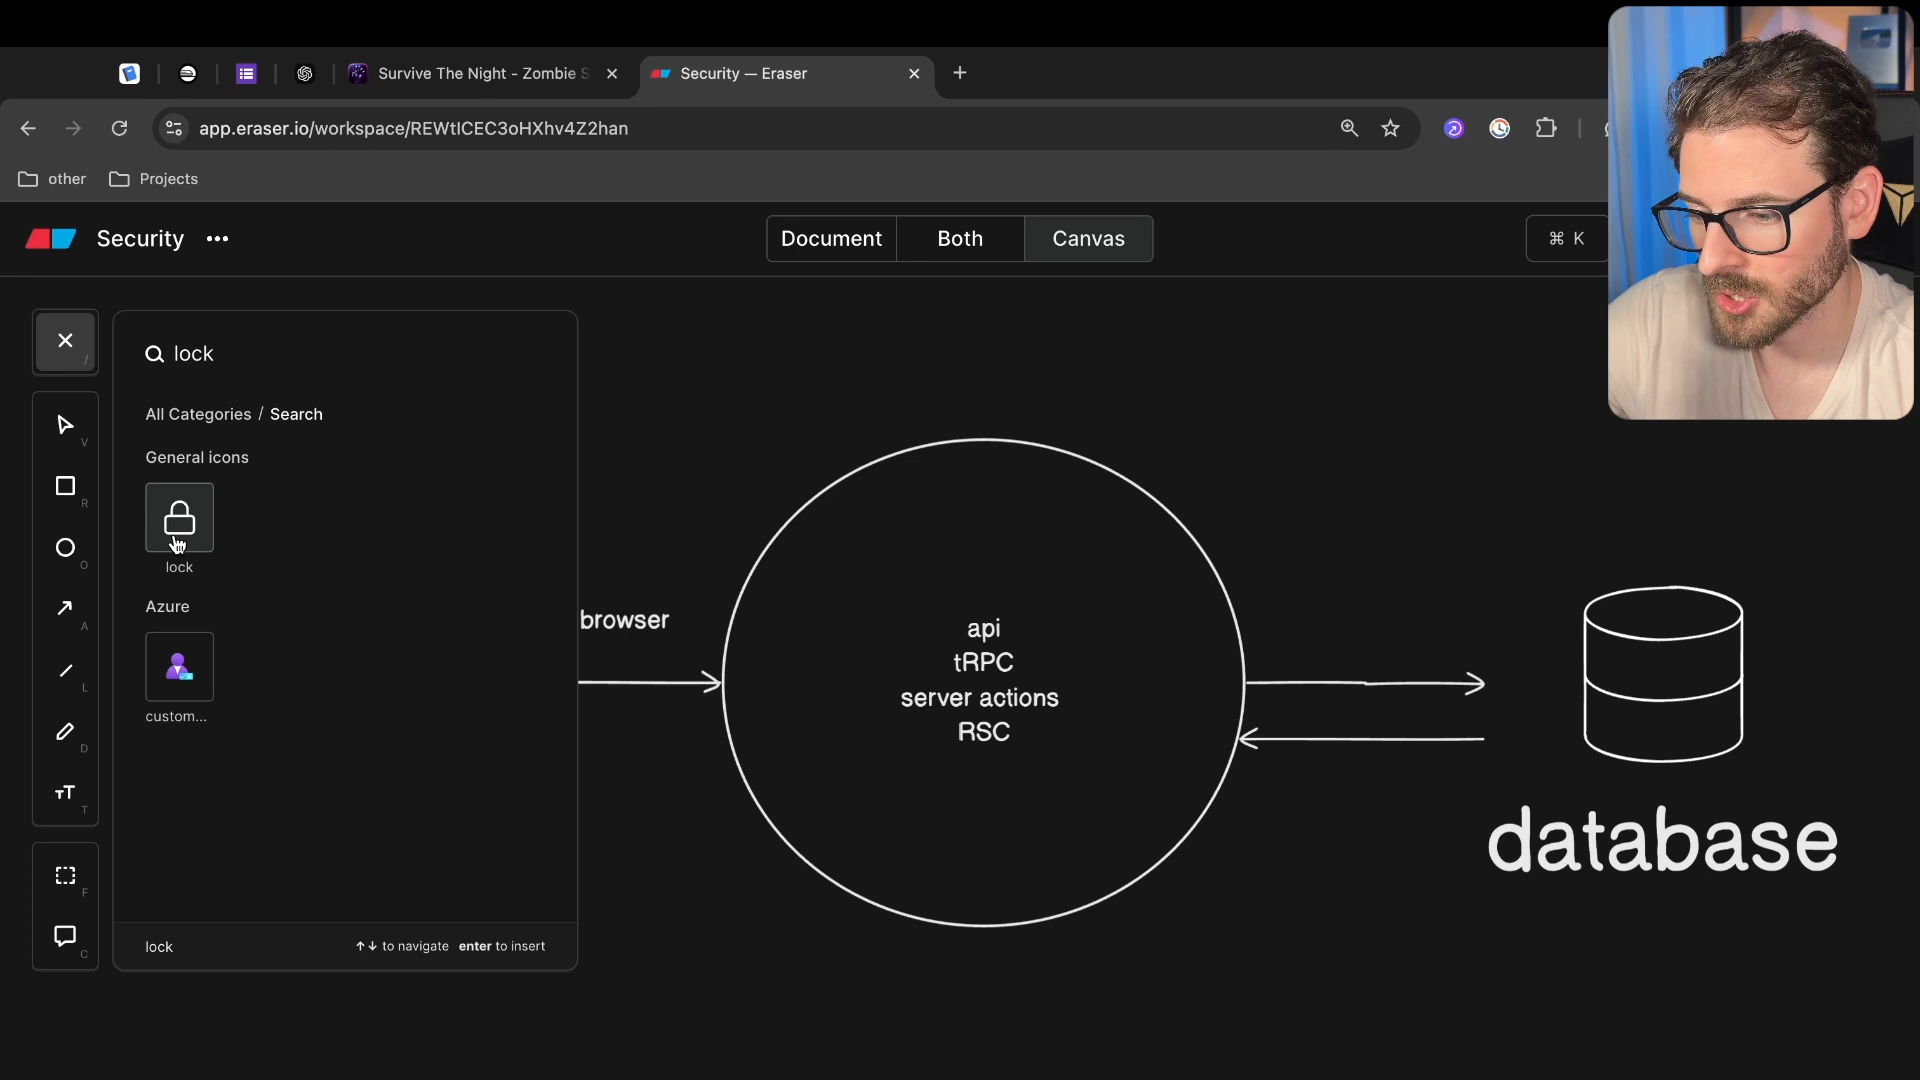 Survive The Night - Zombie S
Security — Eraser
app.eraser.io/workspace/REWtICEC3oHXhv4Z2han
other
Projects
Security
Document
Both
Canvas
⌘ K
/
V
R
O
A
L
D
T
F
C
lock
All Categories / Search
General icons
lock
Azure
custom...
lock
↑↓ to navigate enter to insert
browser
api
tRPC
server actions
RSC
database